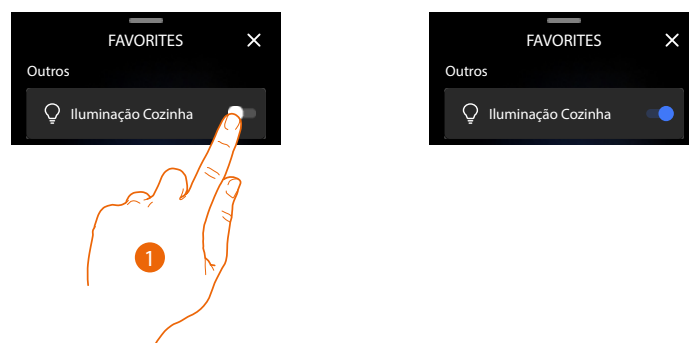 FAVORITES
Outros
Iluminação Cozinha
1
FAVORITES
Outros
Iluminação Cozinha